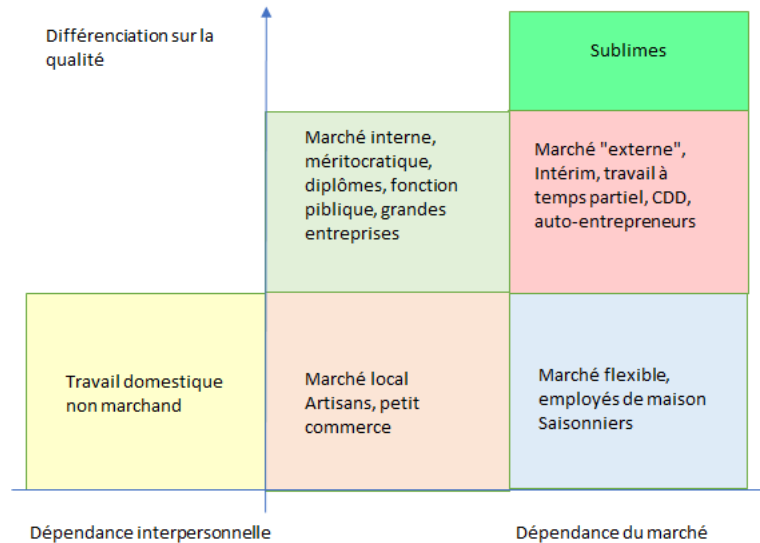 Différenciation sur la
qualité
Sublimes
Marché interne,
méritocratique,
diplômes, fonction
piblique, grandes
entreprises
Marché "externe",
Intérim, travail à
temps partiel, CDD,
auto-entrepreneurs
Travail domestique
non marchand
Marché local
Artisans, petit
commerce
Marché flexible,
employés de maison
Saisonniers
Dépendance interpersonnelle
Dépendance du marché